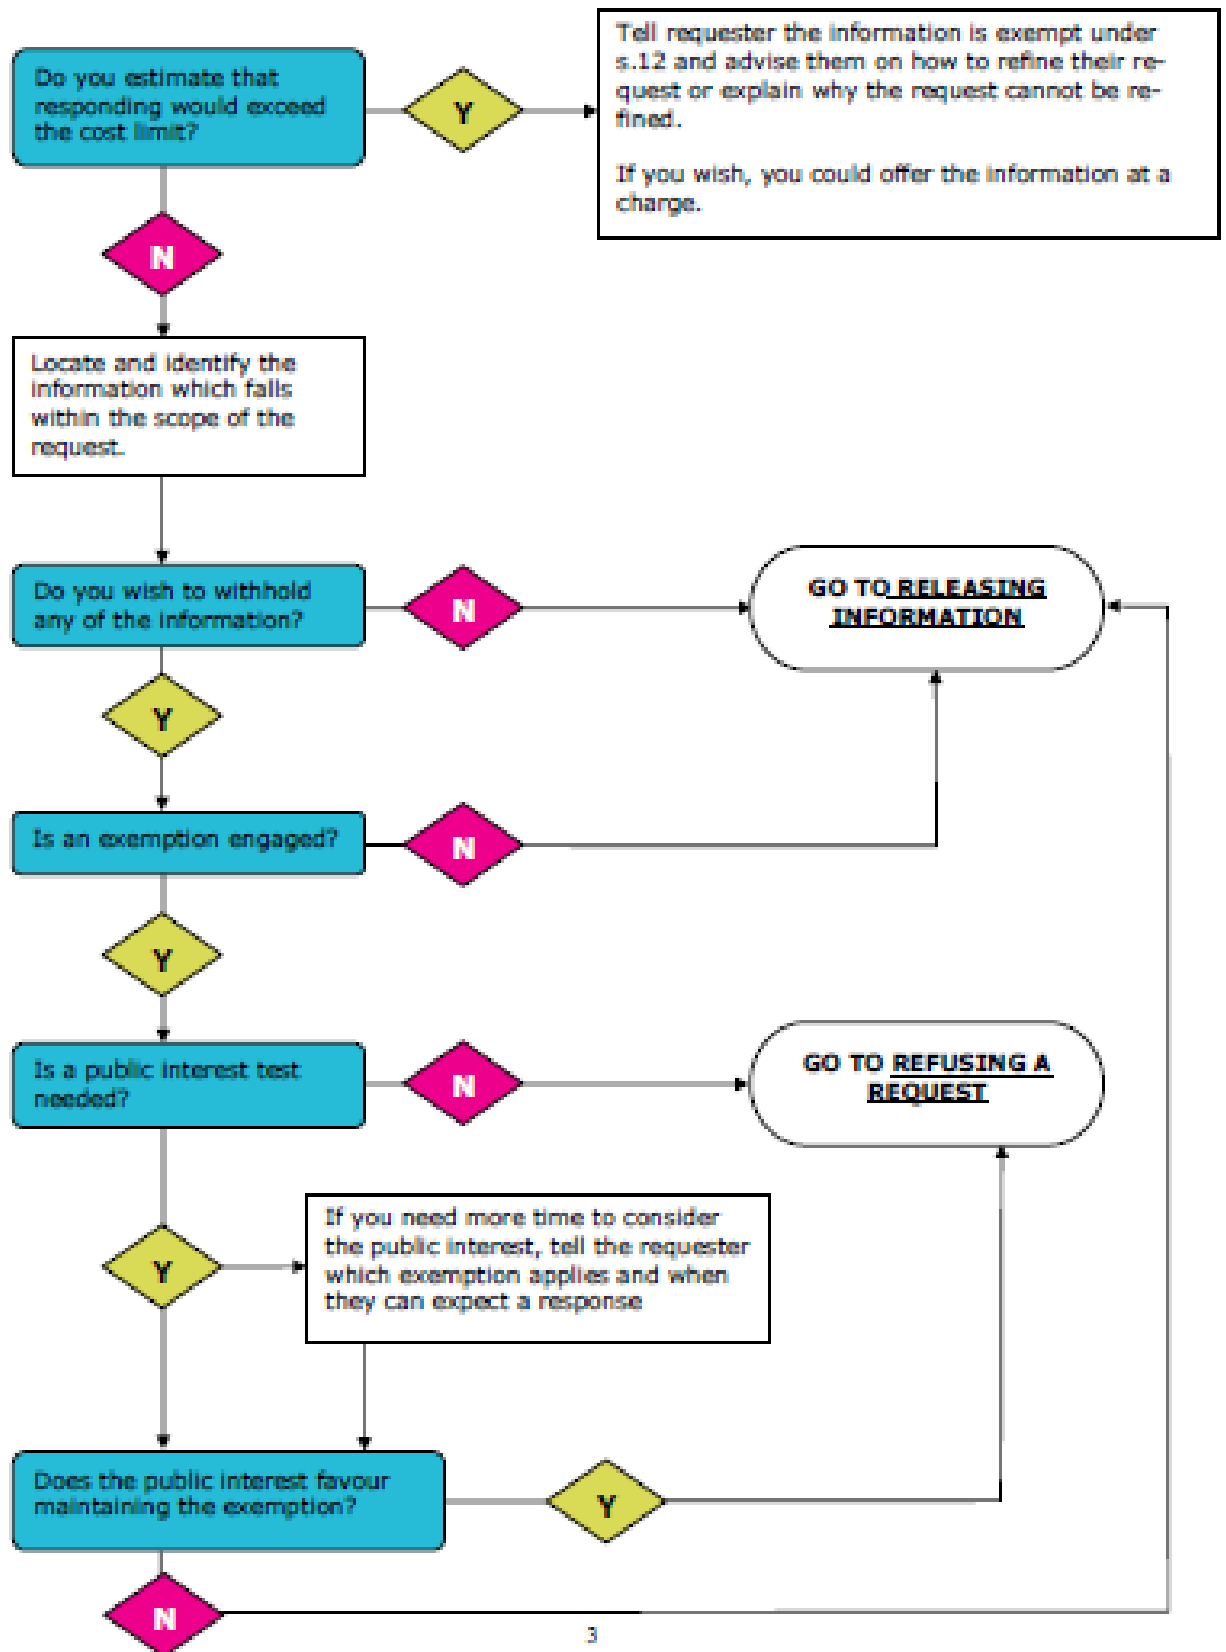 Do you estimate that
responding would exceed
the cost limit?
Y
Tell requester the information is exempt under
s.12 and advise them on how to refine their re-
quest or explain why the request cannot be re-
fined.
If you wish, you could offer the information at a
charge.
N
Locate and identify the
information which falls
within the scope of the
request.
Do you wish to withhold
any of the information?
N
GO TO RELEASING
INFORMATION
Y
Is an exemption engaged?
N
Y
Is a public interest test
needed?
N
GO TO REFUSING A
REQUEST
Y
If you need more time to consider
the public interest, tell the requester
which exemption applies and when
they can expect a response
Does the public interest favour
maintaining the exemption?
Y
N
3